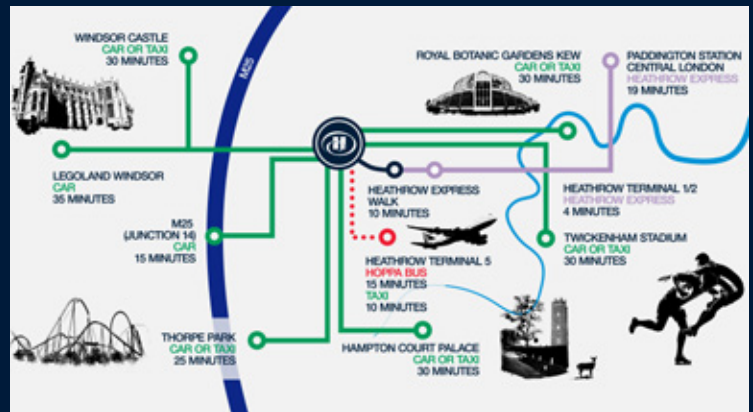 WINDSOR CASTLE
CAR OR TAXI
30 MINUTES
M25
ROYAL BOTANIC GARDENS KEW
CAR OR TAXI
30 MINUTES
PADDINGTON STATION
CENTRAL LONDON
HEATHROW EXPRESS
19 MINUTES
H
LEGOLAND WINDSOR
CAR
35 MINUTES
HEATHROW EXPRESS
WALK
10 MINUTES
HEATHROW TERMINAL 1/2
HEATHROW EXPRESS
4 MINUTES
M25
(JUNCTION 14)
CAR
15 MINUTES
HEATHROW TERMINAL 5
HOPPA BUS
15 MINUTES
TAXI
10 MINUTES
TWICKENHAM STADIUM
CAR OR TAXI
30 MINUTES
THORPE PARK
CAR OR TAXI
25 MINUTES
HAMPTON COURT PALACE
CAR OR TAXI
30 MINUTES